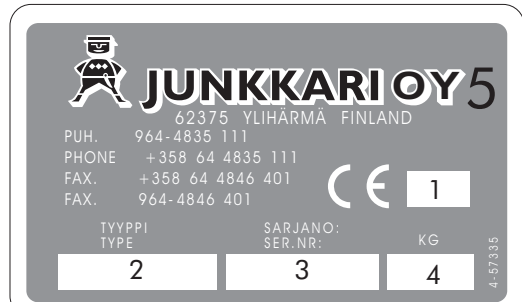 JUNKKARI OY 5
62375 YLIHÄRMÄ FINLAND
PUH. 964-4835 111
PHONE +358 64 4835 111
FAX. +358 64 4846 401
FAX. 964-4846 401
CE 1
TYYPPI SARJANO:
TYPE SER.NR: KG
2 3 4
4-57335